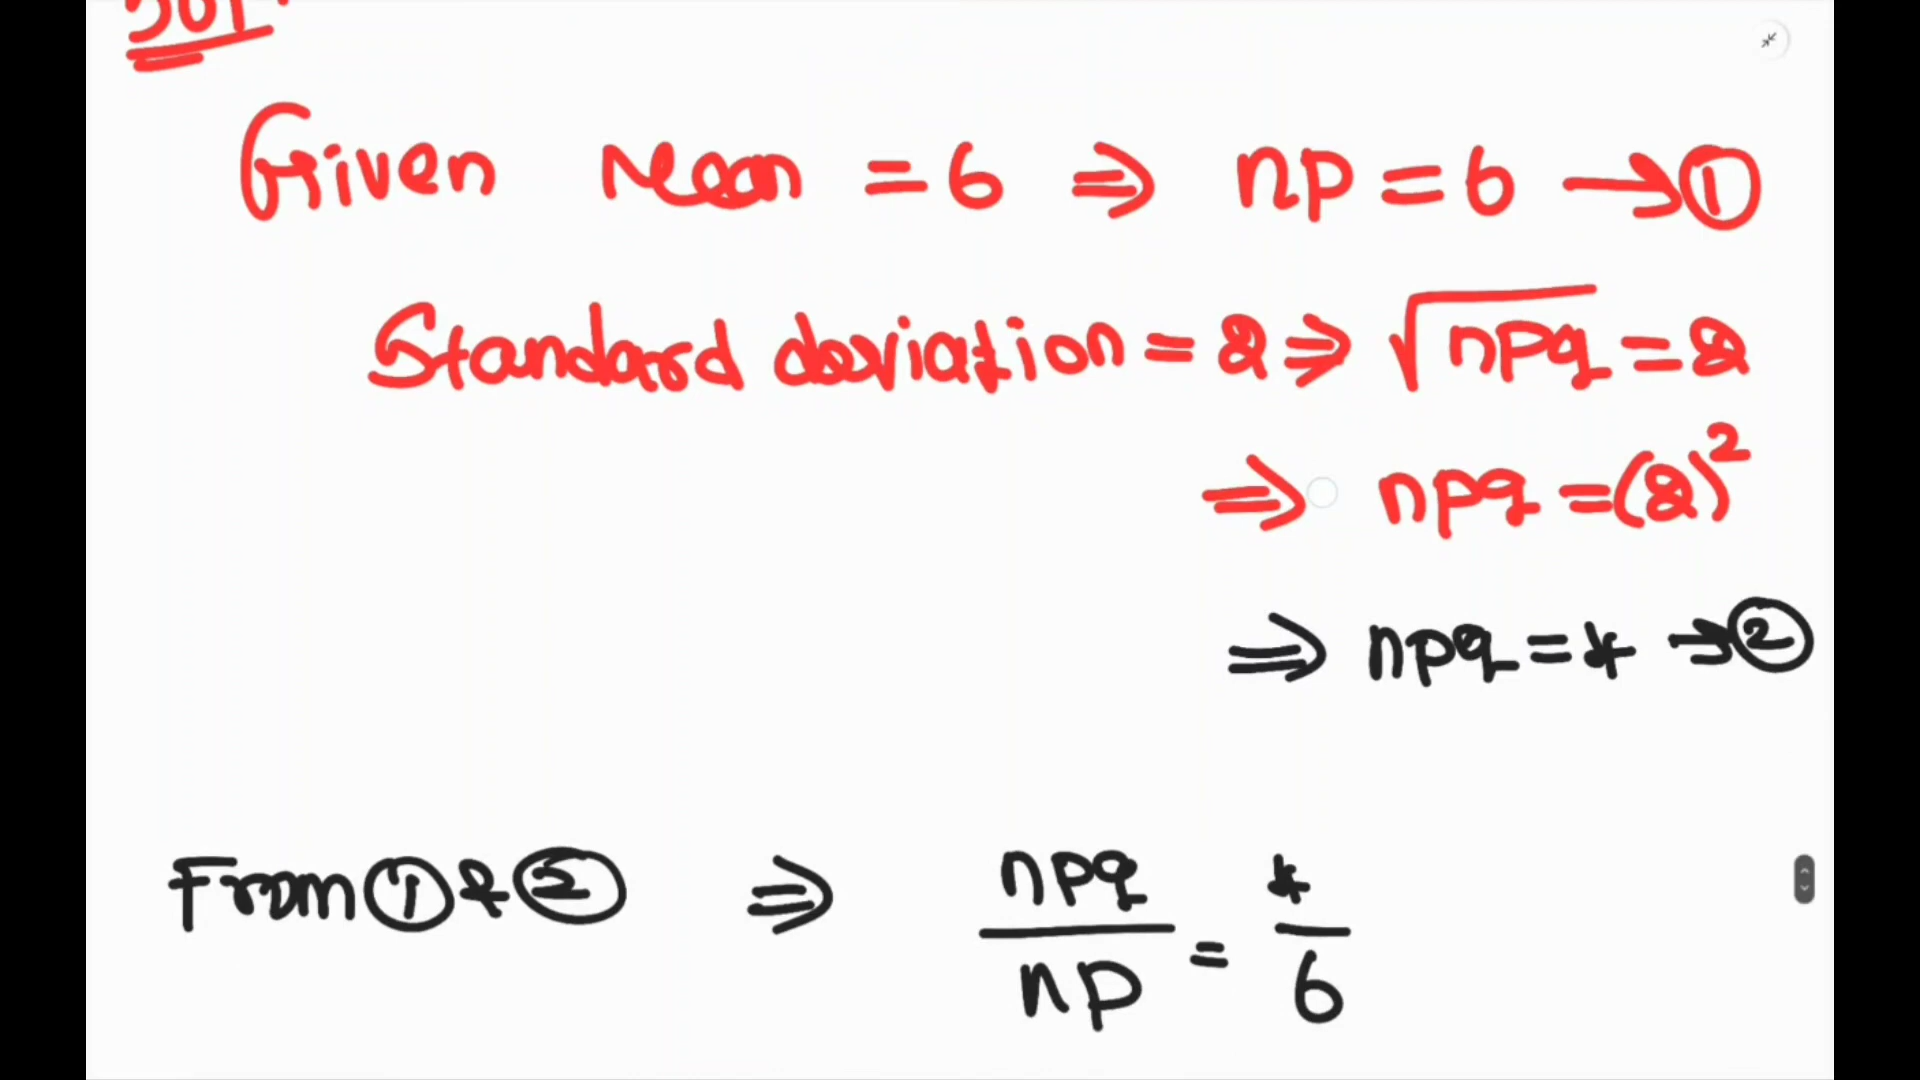 Sol:
Given Mean = 6 ⇒ np = 6 → ①
Standard deviation = 2 ⇒ √npq = 2
⇒ npq = (2)²
⇒ npq = 4 → ②
From ① & ② ⇒ npq/np = 4/6